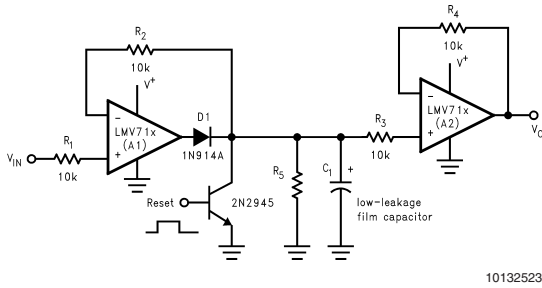 R2
10k
V+
LMV71x
(A1)
−
+
D1
1N914A
R1
10k
VIN
Reset
2N2945
R5
C1
+
low-leakage
film capacitor
R3
10k
R4
10k
V+
LMV71x
(A2)
−
+
VO
10132523